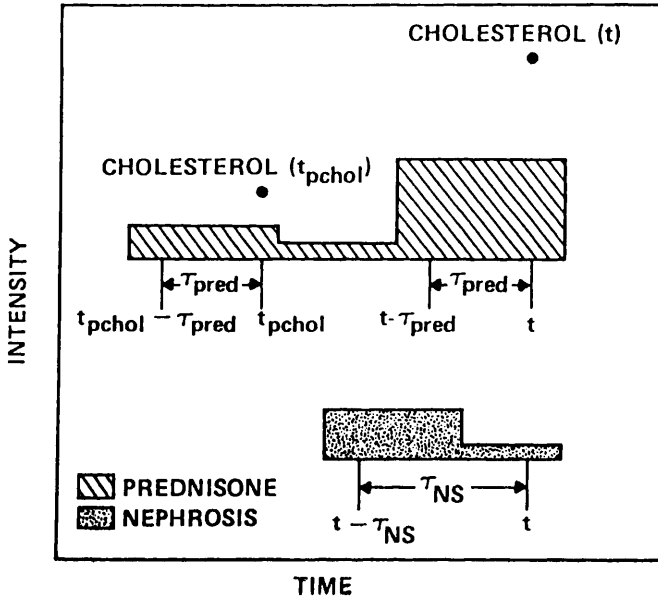 CHOLESTEROL (t)
CHOLESTEROL (t_pchol)
τ_pred
τ_pred
t_pchol − τ_pred
t_pchol
t-τ_pred
t
INTENSITY
PREDNISONE
NEPHROSIS
τ_NS
t − τ_NS
t
TIME